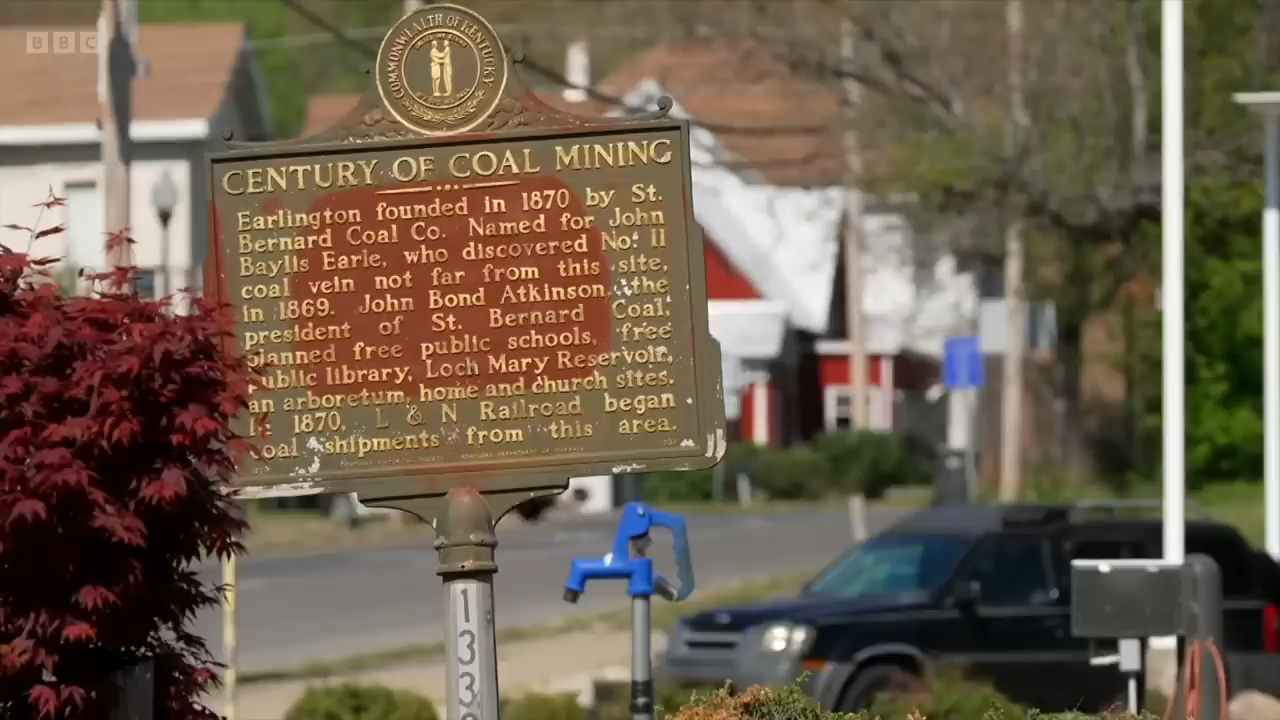 BBC
COMMONWEALTH OF KENTUCKY
CENTURY OF COAL MINING
Earlington founded in 1870 by St.
Bernard Coal Co. Named for John
Baylis Earle, who discovered No. 11
coal vein not far from this site,
in 1869. John Bond Atkinson, the
president of St. Bernard Coal,
planned free public schools, free
public library, Loch Mary Reservoir,
an arboretum, home and church sites.
In 1870, L & N Railroad began
coal shipments from this area.
133